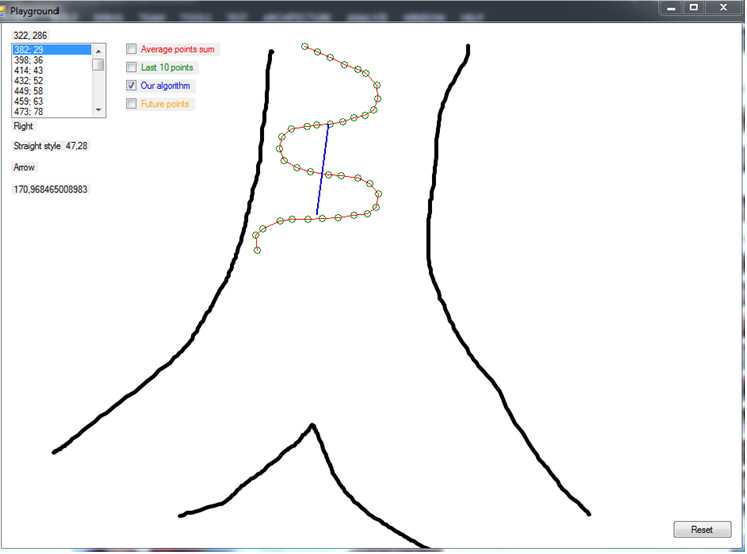 Playground
322, 286
382; 29
398; 36
414; 43
432; 52
449; 58
459; 63
473; 78
Average points sum
Last 10 points
Our algorithm
Future points
Right
Straight style 47,28
Arrow
170,968465008983
Reset